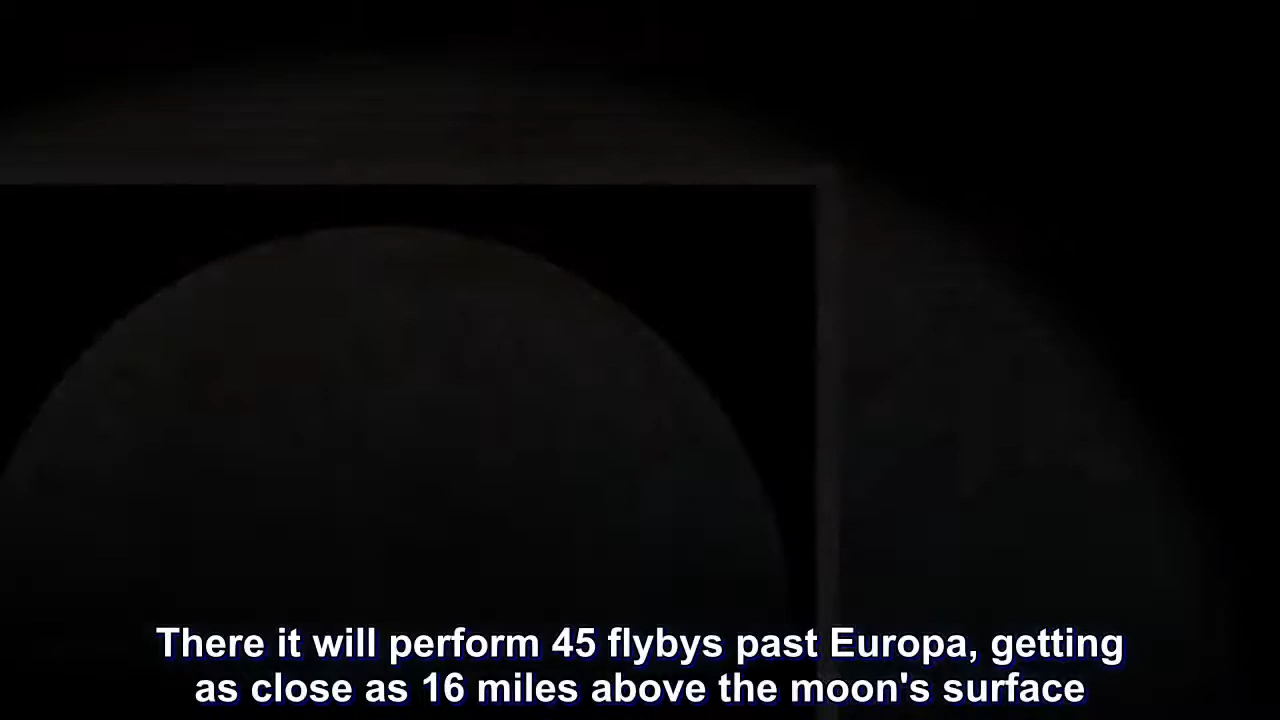 There it will perform 45 flybys past Europa, getting
as close as 16 miles above the moon's surface